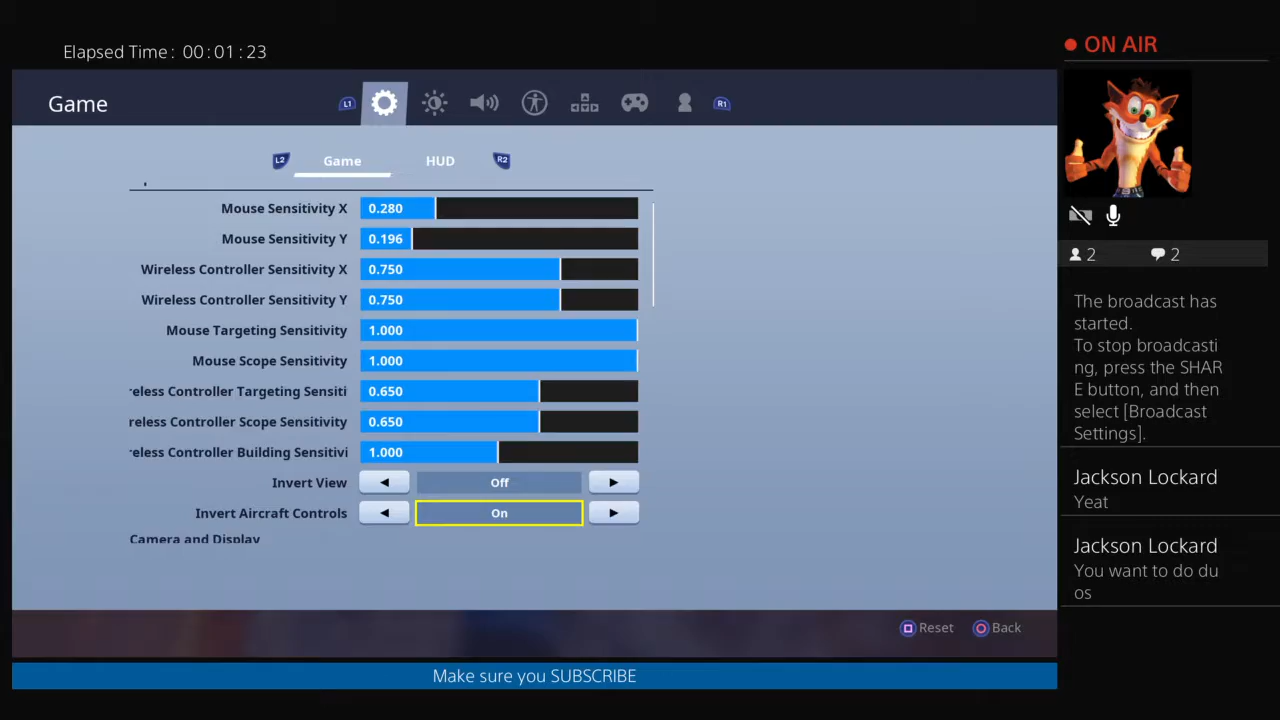 Elapsed Time: 00:01:23
ON AIR
Game
L1
R1
L2
Game
HUD
R2
Mouse Sensitivity X 0.280
Mouse Sensitivity Y 0.196
Wireless Controller Sensitivity X 0.750
Wireless Controller Sensitivity Y 0.750
Mouse Targeting Sensitivity 1.000
Mouse Scope Sensitivity 1.000
reless Controller Targeting Sensiti 0.650
reless Controller Scope Sensitivity 0.650
reless Controller Building Sensitivi 1.000
Invert View Off
Invert Aircraft Controls On
Camera and Display
Reset Back
Make sure you SUBSCRIBE
2 2
The broadcast has
started.
To stop broadcasti
ng, press the SHAR
E button, and then
select [Broadcast
Settings].
Jackson Lockard
Yeat
Jackson Lockard
You want to do du
os